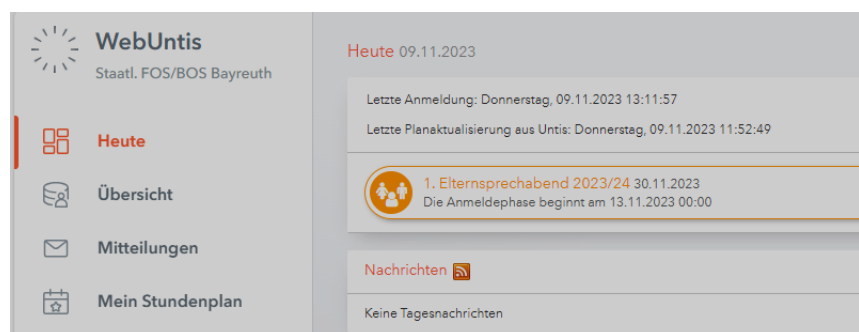 WebUntis
Staatl. FOS/BOS Bayreuth
Heute
Übersicht
Mitteilungen
Mein Stundenplan
Heute 09.11.2023
Letzte Anmeldung: Donnerstag, 09.11.2023 13:11:57
Letzte Planaktualisierung aus Untis: Donnerstag, 09.11.2023 11:52:49
1. Elternsprechabend 2023/24 30.11.2023
Die Anmeldephase beginnt am 13.11.2023 00:00
Nachrichten
Keine Tagesnachrichten